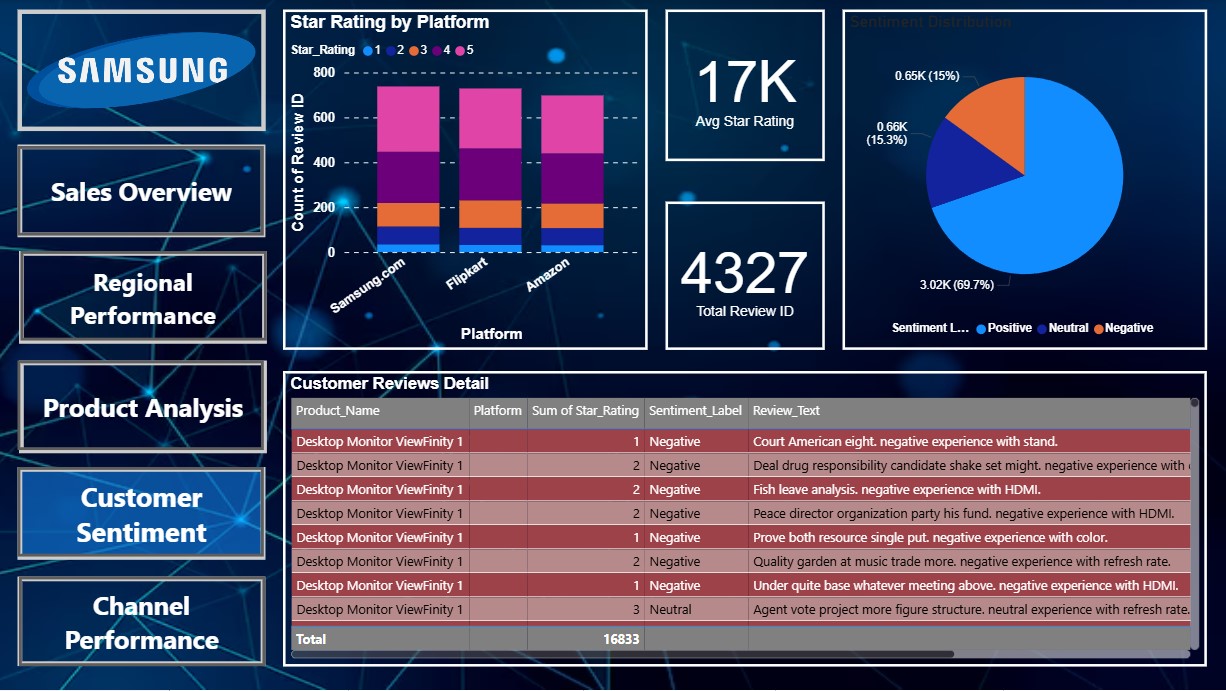 SAMSUNG
Sales Overview
Regional
Performance
Product Analysis
Customer
Sentiment
Channel
Performance
Star Rating by Platform
Star_Rating 1 2 3 4 5
Count of Review ID
800
600
400
200
0
Samsung.com
Flipkart
Amazon
Platform
17K
Avg Star Rating
4327
Total Review ID
Sentiment Distribution
0.65K (15%)
0.66K
(15.3%)
3.02K (69.7%)
Sentiment L... Positive Neutral Negative
Customer Reviews Detail
Product_Name Platform Sum of Star_Rating Sentiment_Label Review_Text
Desktop Monitor ViewFinity 1 1 Negative Court American eight. negative experience with stand.
Desktop Monitor ViewFinity 1 2 Negative Deal drug responsibility candidate shake set might. negative experience with
Desktop Monitor ViewFinity 1 2 Negative Fish leave analysis. negative experience with HDMI.
Desktop Monitor ViewFinity 1 2 Negative Peace director organization party his fund. negative experience with HDMI.
Desktop Monitor ViewFinity 1 1 Negative Prove both resource single put. negative experience with color.
Desktop Monitor ViewFinity 1 2 Negative Quality garden at music trade more. negative experience with refresh rate.
Desktop Monitor ViewFinity 1 1 Negative Under quite base whatever meeting above. negative experience with HDMI.
Desktop Monitor ViewFinity 1 3 Neutral Agent vote project more figure structure. neutral experience with refresh rate.
Total 16833